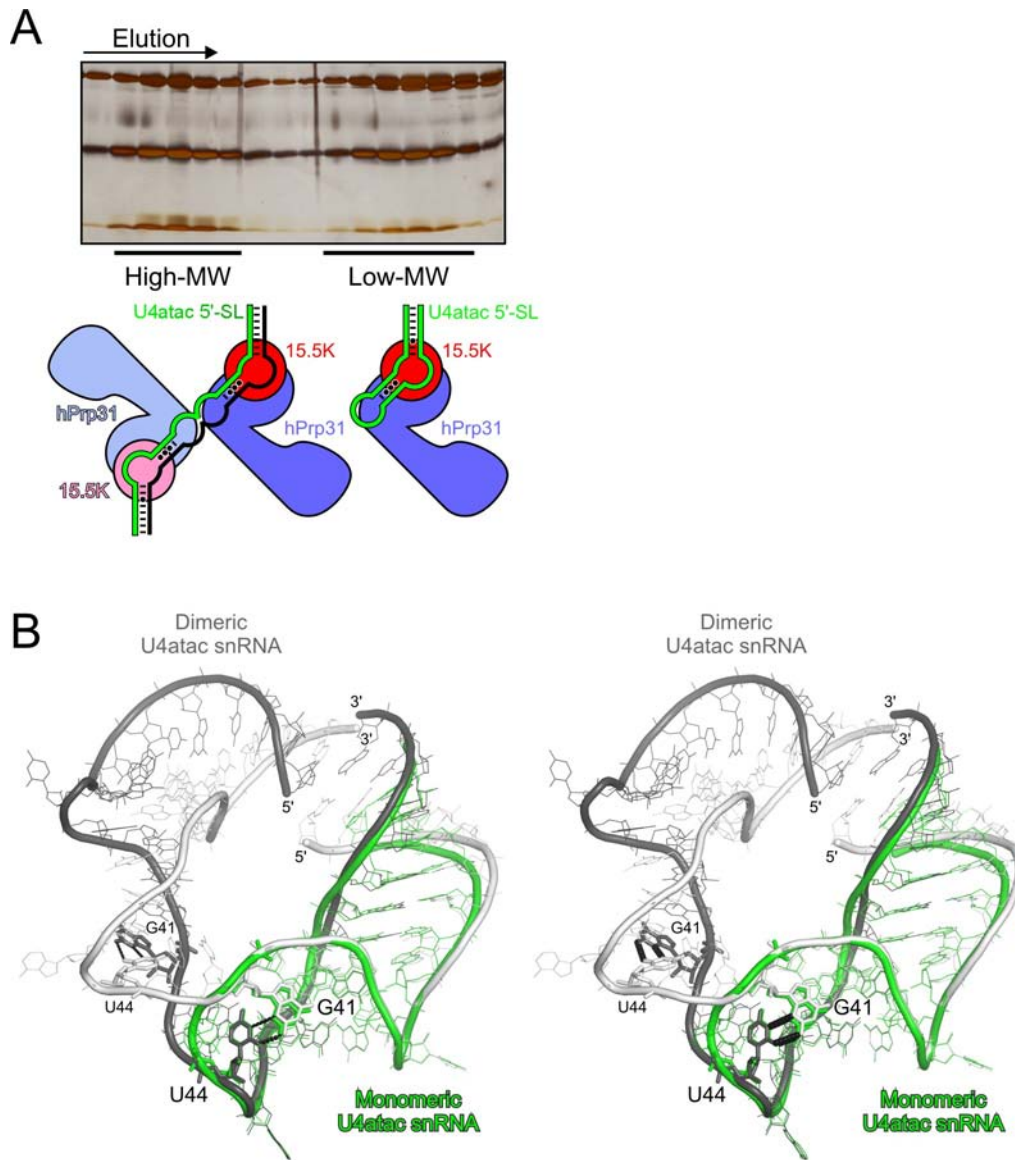 A
Elution
High-MW
Low-MW
U4atac 5'-SL
U4atac 5'-SL
15.5K
15.5K
hPrp31
hPrp31
hPrp31
15.5K
B
Dimeric
U4atac snRNA
3'
3'
5'
5'
G41
U44
G41
U44
Monomeric
U4atac snRNA
Dimeric
U4atac snRNA
3'
3'
5'
5'
G41
U44
G41
U44
Monomeric
U4atac snRNA